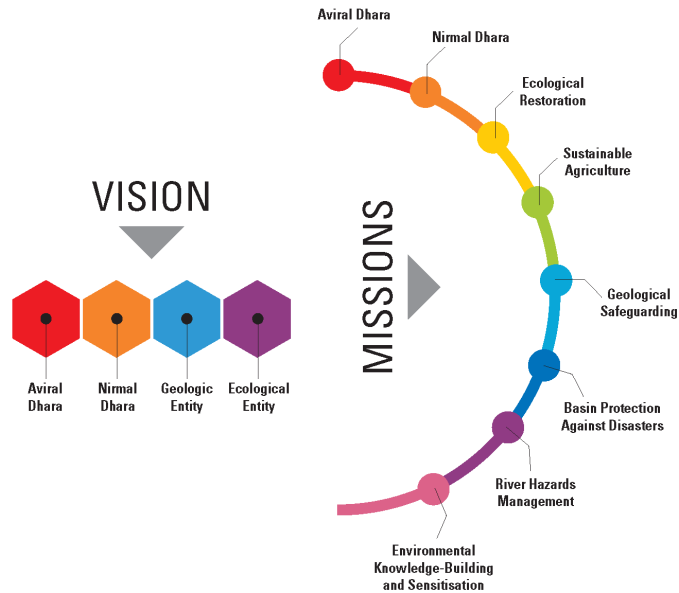 VISION
Aviral
Dhara
Nirmal
Dhara
Geologic
Entity
Ecological
Entity
MISSIONS
Aviral Dhara
Nirmal Dhara
Ecological
Restoration
Sustainable
Agriculture
Geological
Safeguarding
Basin Protection
Against Disasters
River Hazards
Management
Environmental
Knowledge-Building
and Sensitisation